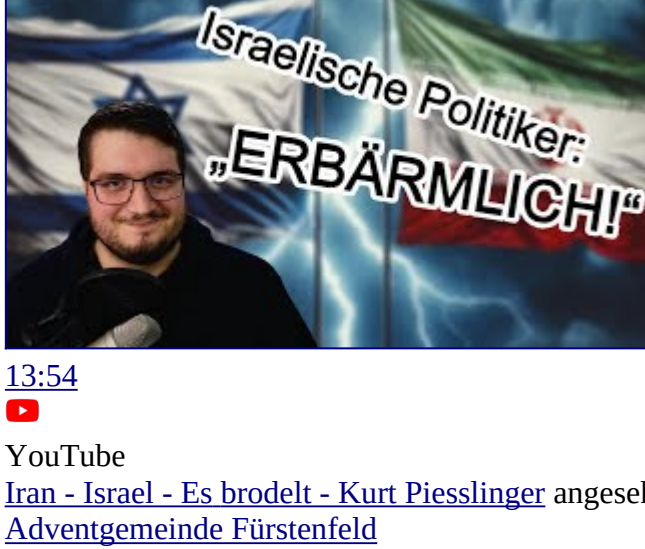 Israelische Politiker:
„ERBÄRMLICH!“
13:54
YouTube
Iran - Israel - Es brodelt - Kurt Piesslinger
Adventgemeinde Fürstenfeld